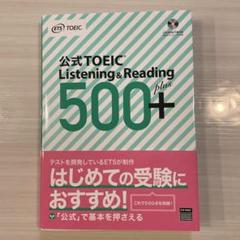 ETS TOEIC
公式TOEIC
Listening & Reading
plus
500+
テストを開発しているETSが制作
はじめての受験に
おすすめ!
「公式」で基本を押さえる